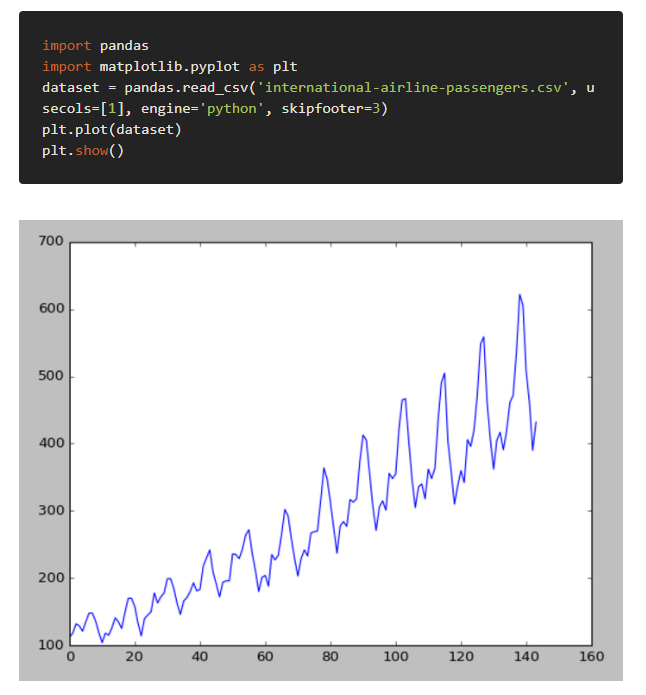 import pandas
import matplotlib.pyplot as plt
dataset = pandas.read_csv('international-airline-passengers.csv', u
secols=[1], engine='python', skipfooter=3)
plt.plot(dataset)
plt.show()
700
600
500
400
300
200
100
0 20 40 60 80 100 120 140 160